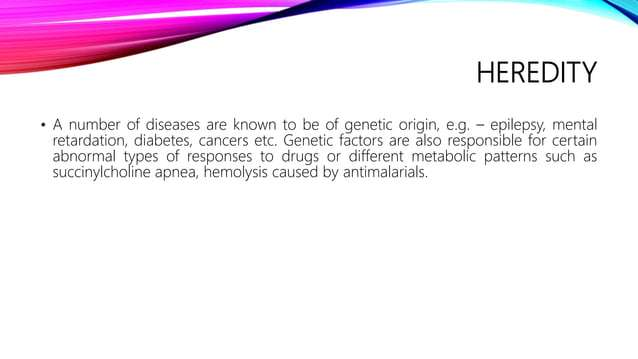 HEREDITY
• A number of diseases are known to be of genetic origin, e.g. – epilepsy, mental
retardation, diabetes, cancers etc. Genetic factors are also responsible for certain
abnormal types of responses to drugs or different metabolic patterns such as
succinylcholine apnea, hemolysis caused by antimalarials.